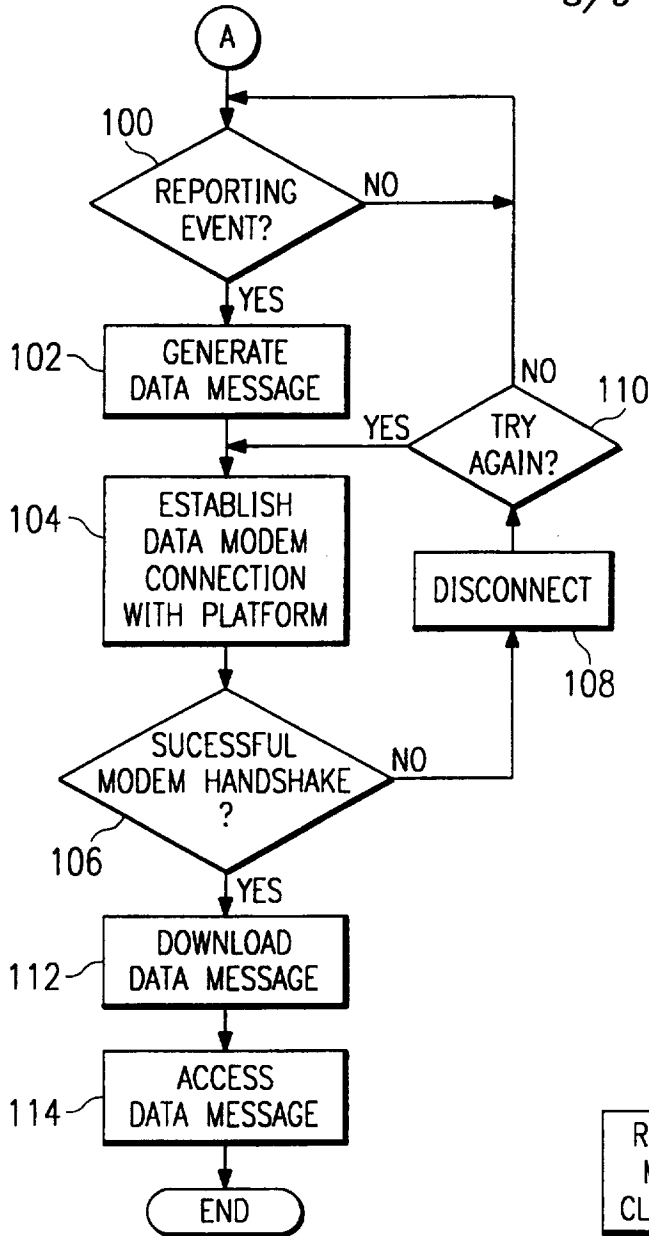 A
100
REPORTING
EVENT?
NO
YES
102
GENERATE
DATA MESSAGE
NO
110
YES
TRY
AGAIN?
104
ESTABLISH
DATA MODEM
CONNECTION
WITH PLATFORM
DISCONNECT
108
SUCESSFUL
MODEM HANDSHAKE
?
NO
106
YES
112
DOWNLOAD
DATA MESSAGE
114
ACCESS
DATA MESSAGE
END